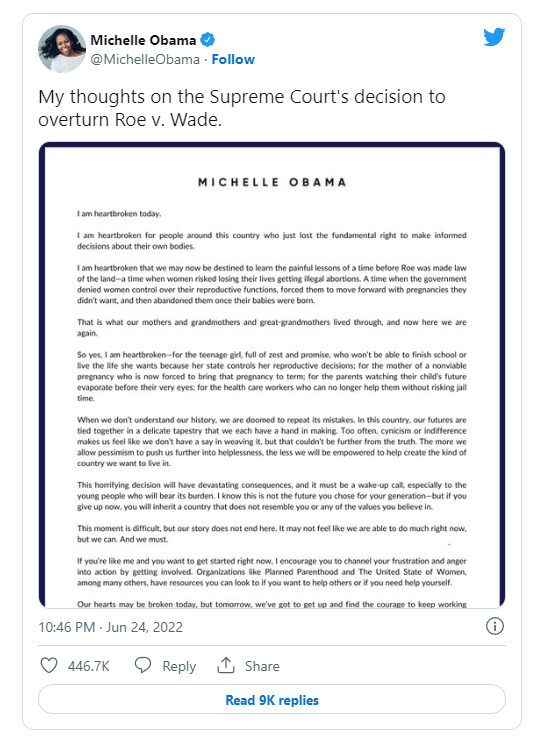 Michelle Obama
@MichelleObama · Follow
My thoughts on the Supreme Court's decision to
overturn Roe v. Wade.
MICHELLE OBAMA
I am heartbroken today.
I am heartbroken for people around this country who just lost the fundamental right to make informed
decisions about their own bodies.
I am heartbroken that we may now be destined to learn the painful lessons of a time before Roe was made law
of the land—a time when women risked losing their lives getting illegal abortions. A time when the government
denied women control over their reproductive functions, forced them to move forward with pregnancies they
didn't want, and then abandoned them once their babies were born.
That is what our mothers and grandmothers and great-grandmothers lived through, and now here we are
again.
So yes, I am heartbroken—for the teenage girl, full of zest and promise, who won't be able to finish school or
live the life she wants because her state controls her reproductive decisions; for the mother of a nonviable
pregnancy who is now forced to bring that pregnancy to term; for the parents watching their child's future
evaporate before their very eyes; for the health care workers who can no longer help them without risking jail
time.
When we don't understand our history, we are doomed to repeat its mistakes. In this country, our futures are
tied together in a delicate tapestry that we each have a hand in making. Too often, cynicism or indifference
makes us feel like we don't have a say in weaving it, but that couldn't be further from the truth. The more we
allow pessimism to push us further into helplessness, the less we will be empowered to help create the kind of
country we want to live in.
This horrifying decision will have devastating consequences, and it must be a wake-up call, especially to the
young people who will bear its burden. I know this is not the future you chose for your generation—but if you
give up now, you will inherit a country that does not resemble you or any of the values you believe in.
This moment is difficult, but our story does not end here. It may not feel like we are able to do much right now,
but we can. And we must.
If you're like me and you want to get started right now, I encourage you to channel your frustration and anger
into action by getting involved. Organizations like Planned Parenthood and The United State of Women,
among many others, have resources you can look to if you want to help others or if you need help yourself.
Our hearts may be broken today, but tomorrow, we've got to get up and find the courage to keep working
10:46 PM · Jun 24, 2022
446.7K Reply Share
Read 9K replies